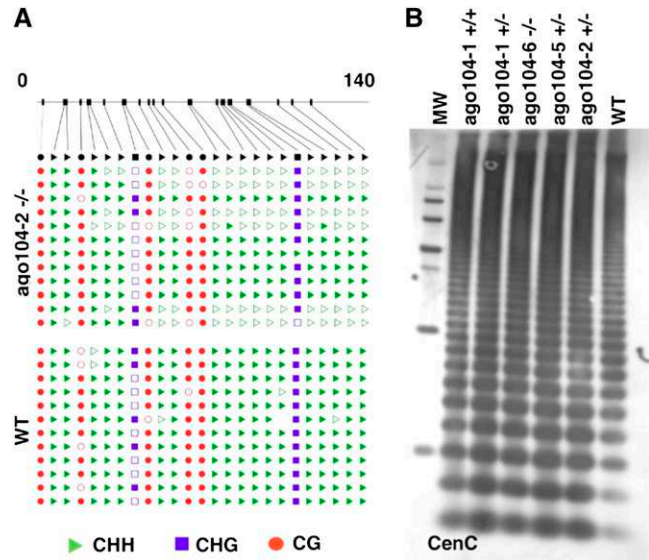 A
0
140
aqo104-2 -/-
WT
CHH
CHG
CG
B
MW
ago104-1 +/+
ago104-1 +/-
ago104-6 -/-
ago104-5 +/-
ago104-2 +/-
WT
CenC